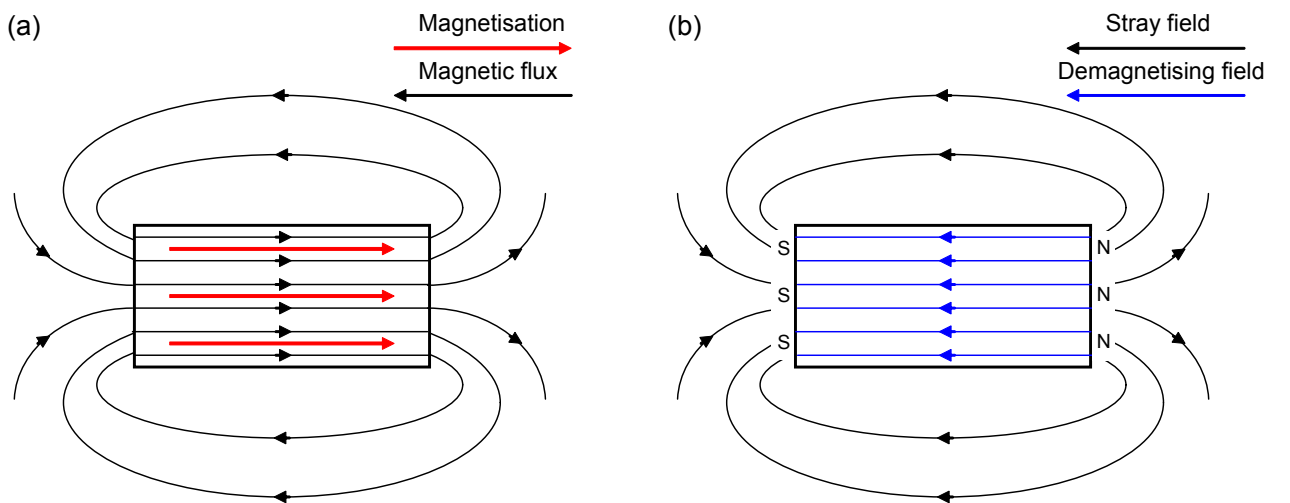 (a)
Magnetisation
Magnetic flux
(b)
Stray field
Demagnetising field
S
N
S
N
S
N